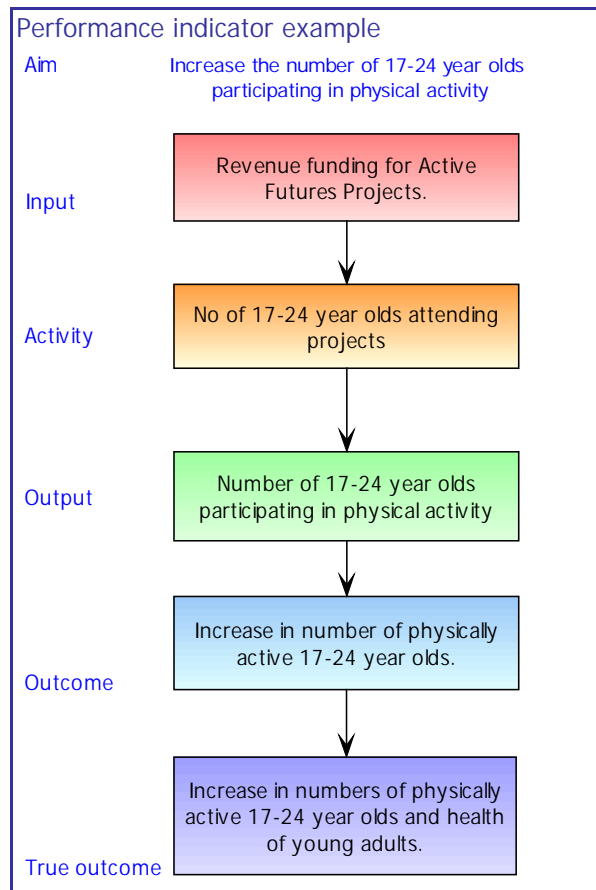 Performance indicator example
Aim
Increase the number of 17-24 year olds
participating in physical activity
Revenue funding for Active
Futures Projects.
Input
No of 17-24 year olds attending
projects
Activity
Number of 17-24 year olds
participating in physical activity
Output
Increase in number of physically
active 17-24 year olds.
Outcome
Increase in numbers of physically
active 17-24 year olds and health
of young adults.
True outcome